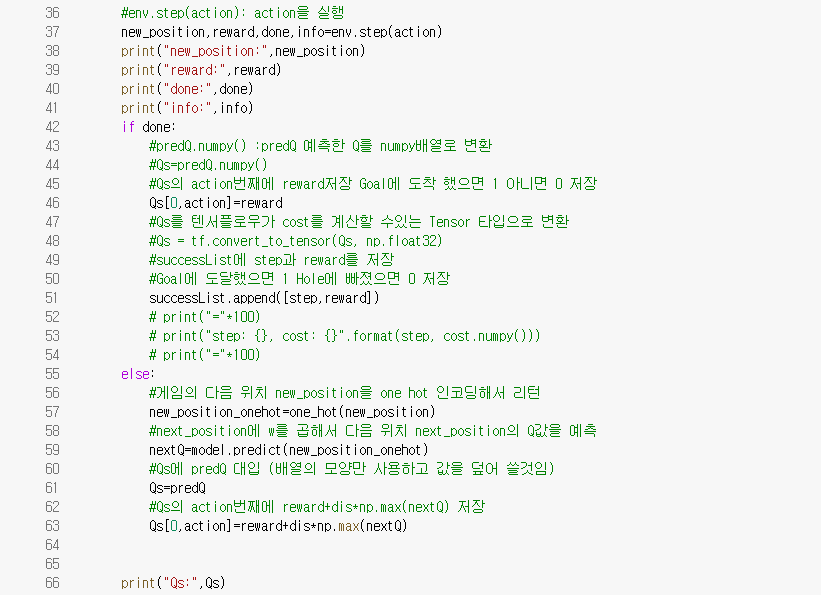 36 #env.step(action): action을 실행
37 new_position,reward,done,info=env.step(action)
38 print("new_position:",new_position)
39 print("reward:",reward)
40 print("done:",done)
41 print("info:",info)
42 if done:
43 #predQ.numpy() :predQ 예측한 Q를 numpy배열로 변환
44 #Qs=predQ.numpy()
45 #Qs의 action번째에 reward저장 Goal에 도착 했으면 1 아니면 0 저장
46 Qs[0,action]=reward
47 #Qs를 텐서플로우가 cost를 계산할 수있는 Tensor 타입으로 변환
48 #Qs = tf.convert_to_tensor(Qs, np.float32)
49 #successList에 step과 reward를 저장
50 #Goal에 도달했으면 1 Hole에 빠졌으면 0 저장
51 successList.append([step,reward])
52 # print("="*100)
53 # print("step: {}, cost: {}".format(step, cost.numpy()))
54 # print("="*100)
55 else:
56 #게임의 다음 위치 new_position을 one hot 인코딩해서 리턴
57 new_position_onehot=one_hot(new_position)
58 #next_position에 w를 곱해서 다음 위치 next_position의 Q값을 예측
59 nextQ=model.predict(new_position_onehot)
60 #Qs에 predQ 대입 (배열의 모양만 사용하고 값을 덮어 쓸것임)
61 Qs=predQ
62 #Qs의 action번째에 reward+dis*np.max(nextQ) 저장
63 Qs[0,action]=reward+dis*np.max(nextQ)
64
65
66 print("Qs:",Qs)